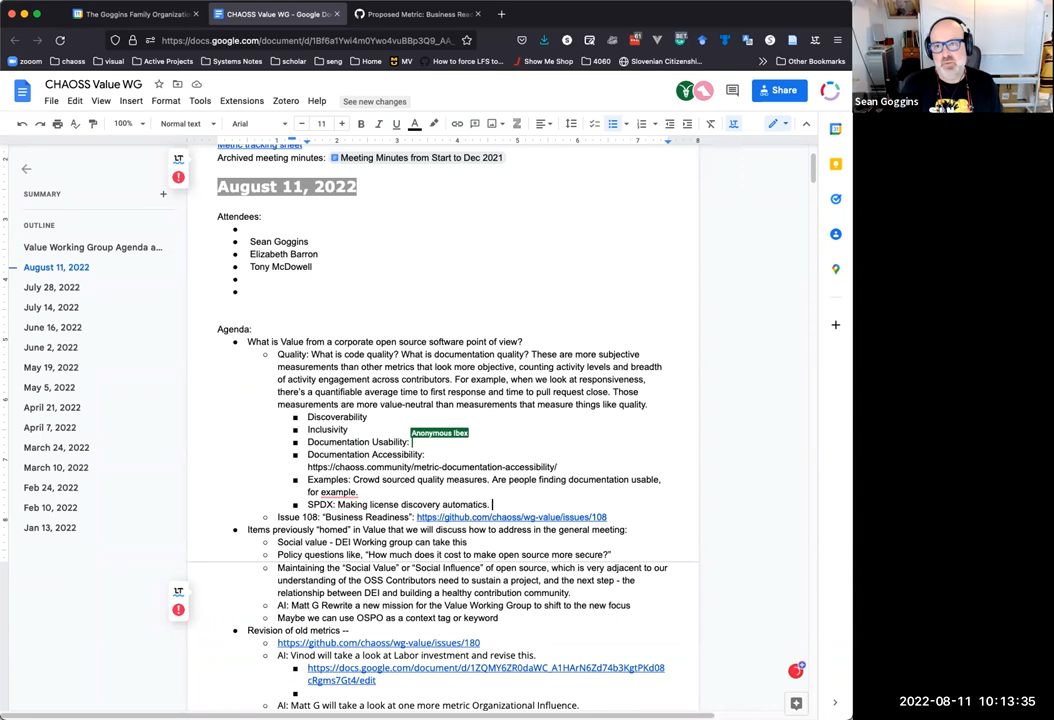 The Goggins Family Organizatio
CHAOSS Value WG - Google Do
Proposed Metric: Business Rea
https://docs.google.com/document/d/1Bf6a1Ywi4m0Ywo4vuBBp3Q9_AA_
zooom
chaoss
visual
Active Projects
Systems Notes
scholar
seng
Home
MV
How to force LFS to...
Show Me Shop
4060
Slovenian Citizenshi...
Other Bookmarks
CHAOSS Value WG
File Edit View Insert Format Tools Extensions Zotero Help
See new changes
Share
100%
Normal text
Arial
11
SUMMARY
OUTLINE
Value Working Group Agenda a...
August 11, 2022
July 28, 2022
July 14, 2022
June 16, 2022
June 2, 2022
May 19, 2022
May 5, 2022
April 21, 2022
April 7, 2022
March 24, 2022
March 10, 2022
Feb 24, 2022
Feb 10, 2022
Jan 13, 2022
Metric tracking sheet
Archived meeting minutes: Meeting Minutes from Start to Dec 2021
August 11, 2022
Attendees:
Sean Goggins
Elizabeth Barron
Tony McDowell
Agenda:
What is Value from a corporate open source software point of view?
Quality: What is code quality? What is documentation quality? These are more subjective
measurements than other metrics that look more objective, counting activity levels and breadth
of activity engagement across contributors. For example, when we look at responsiveness,
there's a quantifiable average time to first response and time to pull request close. Those
measurements are more value-neutral than measurements that measure things like quality.
Discoverability
Inclusivity
Anonymous Ibex
Documentation Usability:
Documentation Accessibility:
https://chaoss.community/metric-documentation-accessibility/
Examples: Crowd sourced quality measures. Are people finding documentation usable,
for example.
SPDX: Making license discovery automatics.
Issue 108: "Business Readiness": https://github.com/chaoss/wg-value/issues/108
Items previously "homed" in Value that we will discuss how to address in the general meeting:
Social value - DEI Working group can take this
Policy questions like, "How much does it cost to make open source more secure?"
Maintaining the "Social Value" or "Social Influence" of open source, which is very adjacent to our
understanding of the OSS Contributors need to sustain a project, and the next step - the
relationship between DEI and building a healthy contribution community.
AI: Matt G Rewrite a new mission for the Value Working Group to shift to the new focus
Maybe we can use OSPO as a context tag or keyword
Revision of old metrics --
https://github.com/chaoss/wg-value/issues/180
AI: Vinod will take a look at Labor investment and revise this.
https://docs.google.com/document/d/1ZQMY6ZR0daWC_A1HArN6Zd74b3KgtPKd08
cRgms7Gt4/edit
AI: Matt G will take a look at one more metric Organizational Influence.
Sean Goggins
2022-08-11 10:13:35